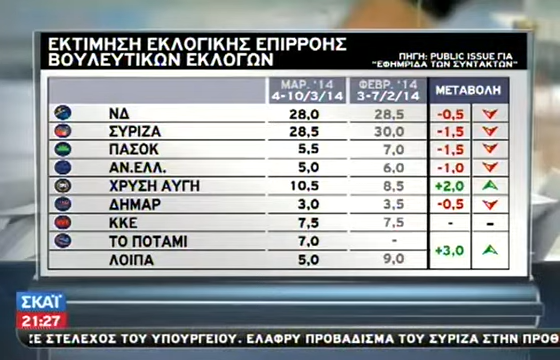 ΕΚΤΙΜΗΣΗ ΕΚΛΟΓΙΚΗΣ ΕΠΙΡΡΟΗΣ
ΒΟΥΛΕΥΤΙΚΩΝ ΕΚΛΟΓΩΝ
ΠΗΓΗ: PUBLIC ISSUE ΓΙΑ
"ΕΦΗΜΡΙΔΑ ΤΩΝ ΣΥΝΤΑΚΤΩΝ"
ΜΑΡ. '14 ΦΕΒΡ. '14 ΜΕΤΑΒΟΛΗ
4-10/3/14 3-7/2/14
ΝΔ 28,0 28,5 -0,5
ΣΥΡΙΖΑ 28,5 30,0 -1,5
ΠΑΣΟΚ 5,5 7,0 -1,5
ΑΝ.ΕΛΛ. 5,0 6,0 -1,0
ΧΡΥΣΗ ΑΥΓΗ 10,5 8,5 +2,0
ΔΗΜΑΡ 3,0 3,5 -0,5
ΚΚΕ 7,5 7,5 - -
ΤΟ ΠΟΤΑΜΙ 7,0 -
+3,0
ΛΟΙΠΑ 5,0 9,0
ΣΚΑΪ
21:27
ΣΕ ΣΤΕΛΕΧΟΣ ΤΟΥ ΥΠΟΥΡΓΕΙΟΥ. ΕΛΑΦΡΥ ΠΡΟΒΑΔΙΣΜΑ ΤΟΥ ΣΥΡΙΖΑ ΣΤΗΝ ΠΡΟΘ